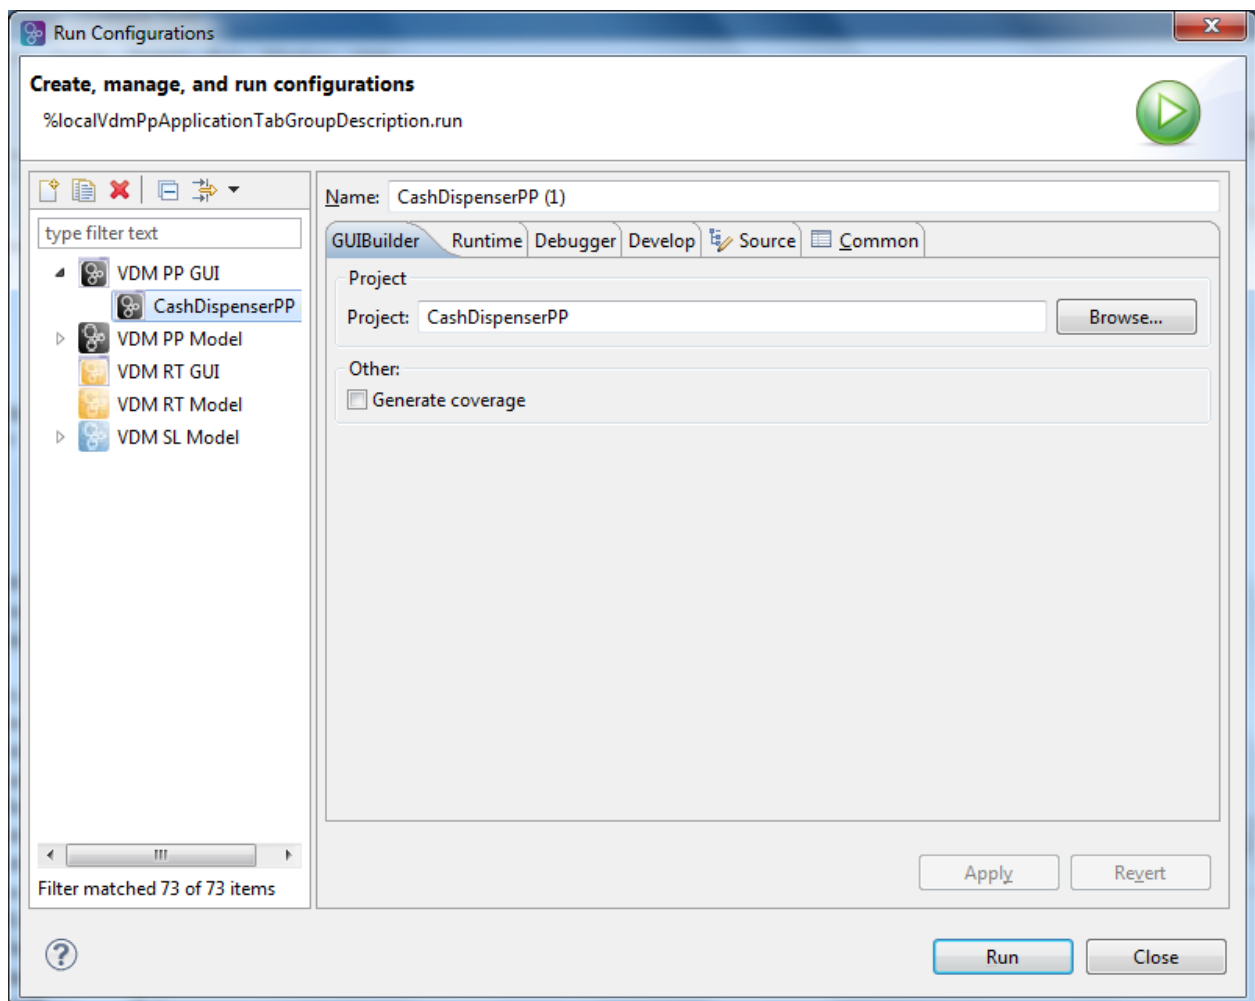 Run Configurations
Create, manage, and run configurations
%localVdmPpApplicationTabGroupDescription.run
type filter text
VDM PP GUI
CashDispenserPP
VDM PP Model
VDM RT GUI
VDM RT Model
VDM SL Model
Filter matched 73 of 73 items
Name: CashDispenserPP (1)
GUIBuilder Runtime Debugger Develop Source Common
Project
Project: CashDispenserPP Browse...
Other:
Generate coverage
Apply Revert
Run Close